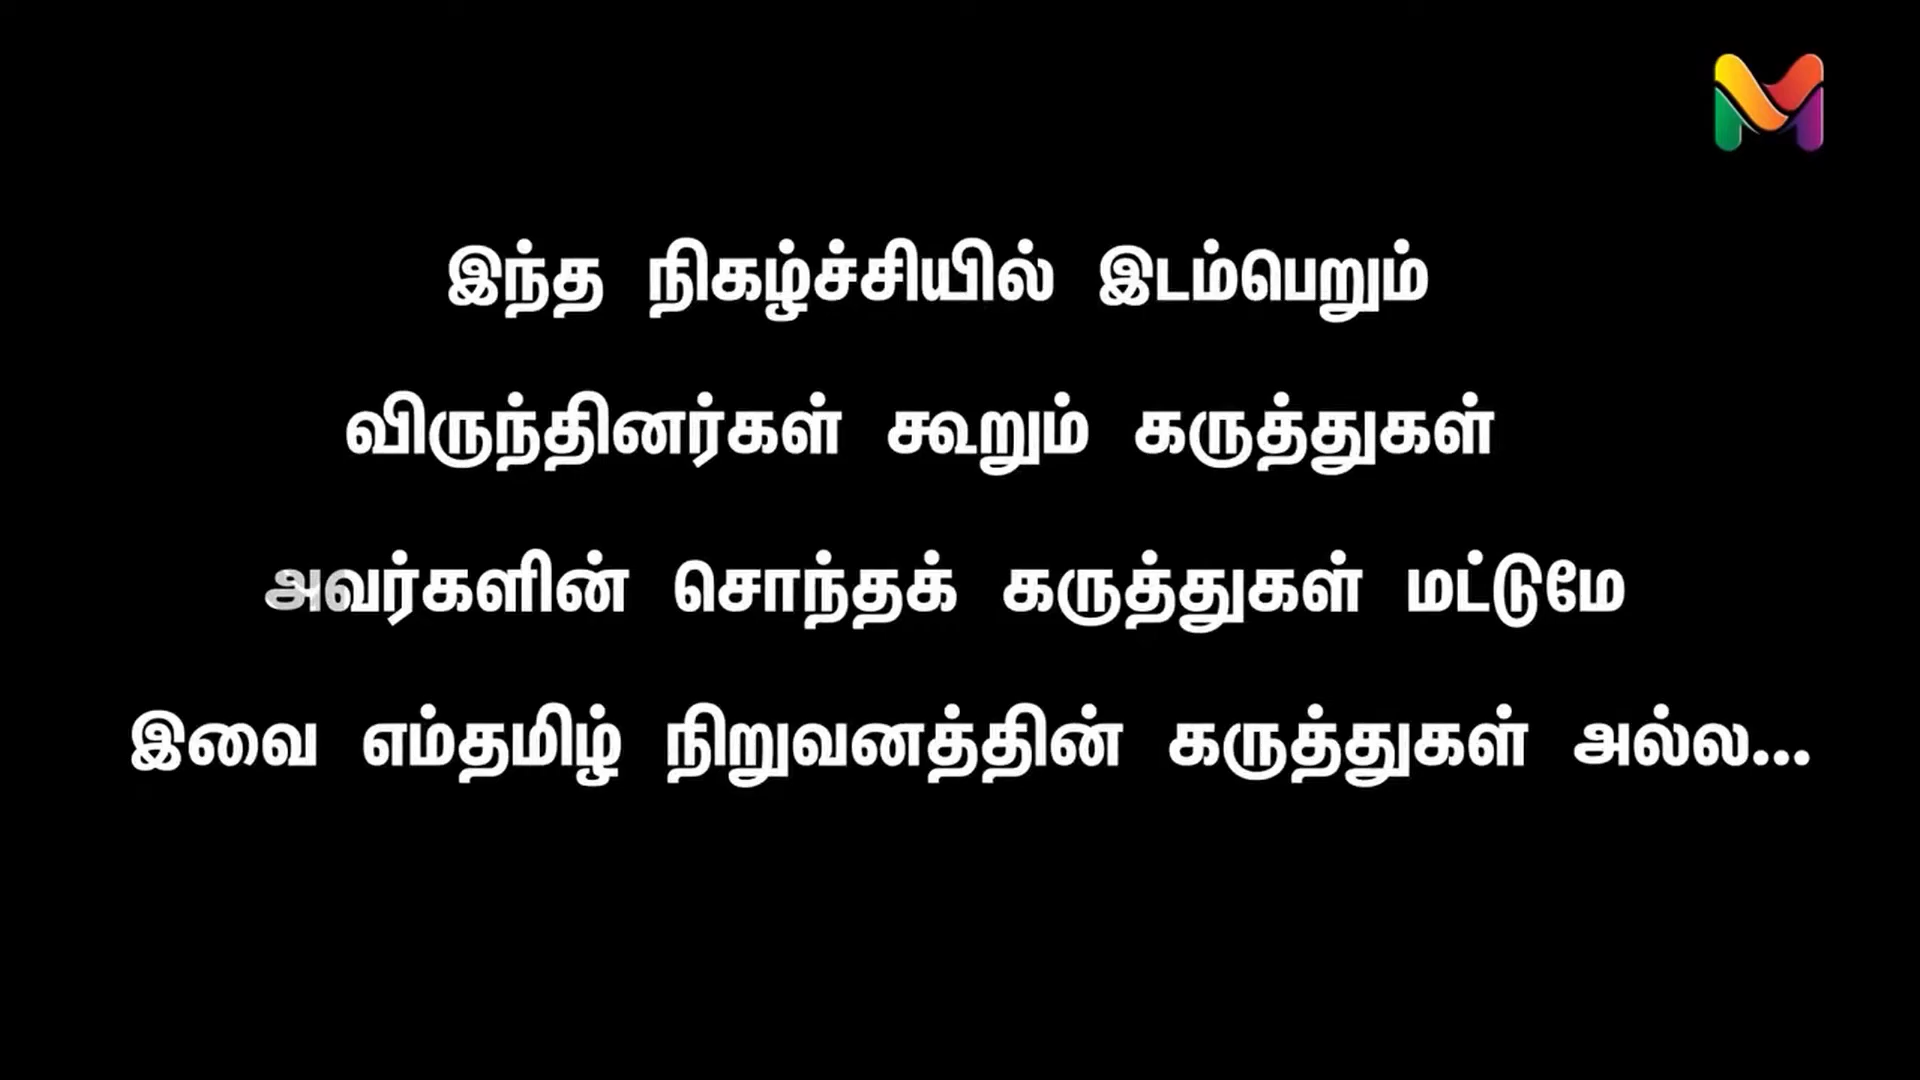 இந்த நிகழ்ச்சியில் இடம்பெறும்
விருந்தினர்கள் கூறும் கருத்துகள்
அவர்களின் சொந்தக் கருத்துகள் மட்டுமே
இவை எம்தமிழ் நிறுவனத்தின் கருத்துகள் அல்ல...